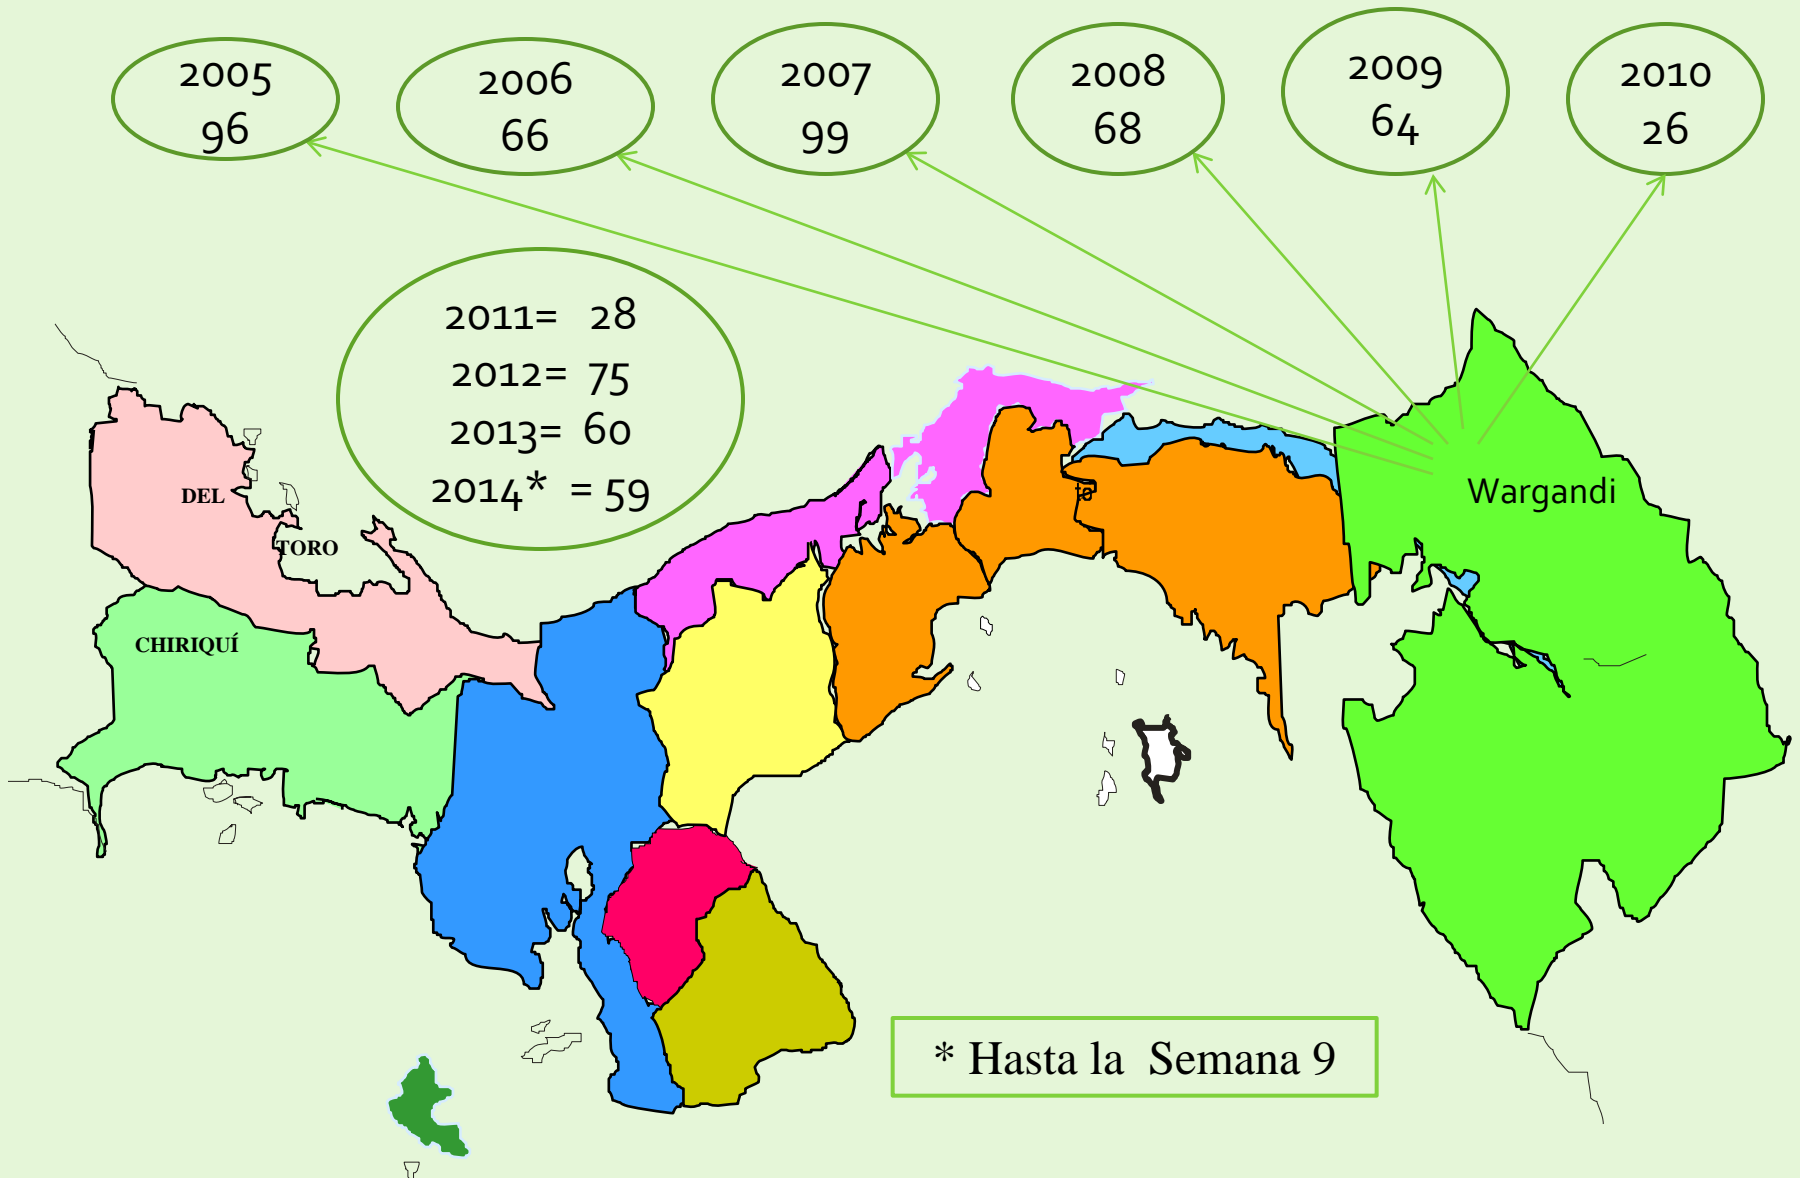 2005
96
2006
66
2007
99
2008
68
2009
64
2010
26
2011= 28
2012= 75
2013= 60
2014* = 59
DEL
TORO
CHIRIQUÍ
to
Wargandi
* Hasta la Semana 9